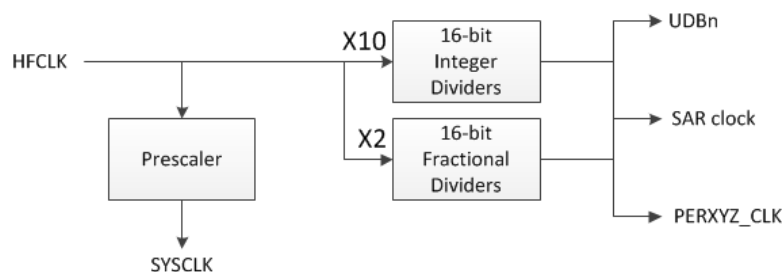 HFCLK
Prescaler
SYSCLK
X10
16-bit
Integer
Dividers
X2
16-bit
Fractional
Dividers
UDBn
SAR clock
PERXYZ_CLK